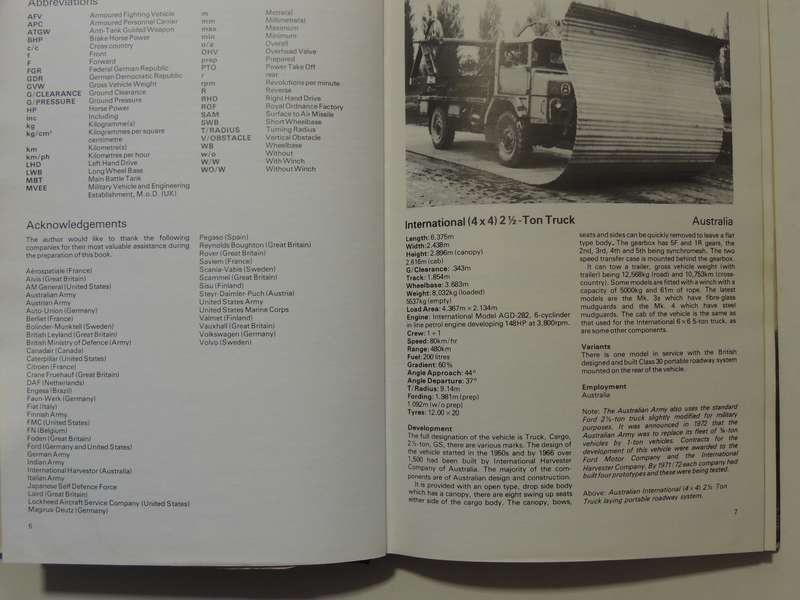 Abbreviations
AFV Armoured Fighting Vehicle
APC Armoured Personnel Carrier
ATGW Anti-Tank Guided Weapon
BHP Brake Horse Power
c/c Cross country
f Front
F Forward
FGR Federal German Republic
GDR German Democratic Republic
GVW Gross Vehicle Weight
G/CLEARANCE Ground Clearance
G/PRESSURE Ground Pressure
HP Horse Power
inc Including
kg Kilogramme(s)
kg/cm² Kilogrammes per square
centimetre
km Kilometre(s)
km/ph Kilometres per hour
LHD Left Hand Drive
LWB Long Wheel Base
MBT Main Battle Tank
MVEE Military Vehicle and Engineering
Establishment, M.o.D. (UK)
m Metre(s)
mm Millimetre(s)
max Maximum
min Minimum
o/a Overall
OHV Overhead Valve
prep Prepared
PTO Power Take Off
r rear
rpm Revolutions per minute
R Reverse
RHD Right Hand Drive
ROF Royal Ordnance Factory
SAM Surface to Air Missile
SWB Short Wheelbase
T/RADIUS Turning Radius
V/OBSTACLE Vertical Obstacle
WB Wheelbase
w/o Without
W/W With Winch
WO/W Without Winch
Acknowledgements
The author would like to thank the following
companies for their most valuable assistance during
the preparation of this book.
Aérospatiale (France)
Alvis (Great Britain)
AM General (United States)
Australian Army
Austrian Army
Auto-Union (Germany)
Berliet (France)
Bolinder-Munktell (Sweden)
British Leyland (Great Britain)
British Ministry of Defence (Army)
Canadair (Canada)
Caterpillar (United States)
Citroen (France)
Crane Fruehauf (Great Britain)
DAF (Netherlands)
Engesa (Brazil)
Faun-Werk (Germany)
Fiat (Italy)
Finnish Army
FMC (United States)
FN (Belgium)
Foden (Great Britain)
Ford (Germany and United States)
German Army
Indian Army
International Harvestor (Australia)
Italian Army
Japanese Self Defence Force
Laird (Great Britain)
Lockheed Aircraft Service Company (United States)
Magirus-Deutz (Germany)
Pegaso (Spain)
Reynolds Boughton (Great Britain)
Rover (Great Britain)
Saviem (France)
Scania-Vabis (Sweden)
Scammel (Great Britain)
Sisu (Finland)
Steyr-Daimler-Puch (Austria)
United States Army
United States Marine Corps
Valmet (Finland)
Vauxhall (Great Britain)
Volkswagen (Germany)
Volvo (Sweden)
6
International (4 x 4) 2½-Ton Truck Australia
Length: 6.375m
Width: 2.438m
Height: 2.896m (canopy)
2.616m (cab)
G/Clearance: .343m
Track: 1.854m
Wheelbase: 3.683m
Weight: 8,032kg (loaded)
5537kg (empty)
Load Area: 4.367m × 2.134m
Engine: International Model AGD-282, 6-cylinder
in line petrol engine developing 148HP at 3,800rpm.
Crew: 1+1
Speed: 80km/hr
Range: 480km
Fuel: 200 litres
Gradient: 60%
Angle Approach: 44°
Angle Departure: 37°
T/Radius: 9.14m
Fording: 1.981m (prep)
1.092m (w/o prep)
Tyres: 12.00 × 20
Development
The full designation of the vehicle is Truck, Cargo,
2½-ton, GS, there are various marks. The design of
the vehicle started in the 1950s and by 1966 over
1,500 had been built by International Harvester
Company of Australia. The majority of the com-
ponents are of Australian design and construction.
It is provided with an open type, drop side body
which has a canopy, there are eight swing up seats
either side of the cargo body. The canopy, bows,
seats and sides can be quickly removed to leave a flat
type body. The gearbox has 5F and 1R gears, the
2nd, 3rd, 4th and 5th being synchromesh. The two
speed transfer case is mounted behind the gearbox.
It can tow a trailer, gross vehicle weight (with
trailer) being 12,568kg (road) and 10,753kg (cross-
country). Some models are fitted with a winch with a
capacity of 5000kg and 61m of rope. The latest
models are the Mk. 3s which have fibre-glass
mudguards and the Mk. 4 which have steel
mudguards. The cab of the vehicle is the same as
that used for the International 6×6 5-ton truck, as
are some other components.
Variants
There is one model in service with the British
designed and built Class 30 portable roadway system
mounted on the rear of the vehicle.
Employment
Australia
Note: The Australian Army also uses the standard
Ford 2½-ton truck slightly modified for military
purposes. It was announced in 1972 that the
Australian Army was to replace its fleet of ¾-ton
vehicles by 1-ton vehicles. Contracts for the
development of this vehicle were awarded to the
Ford Motor Company and the International
Harvester Company. By 1971/72 each company had
built four prototypes and these were being tested.
Above: Australian International (4×4) 2½ Ton
Truck laying portable roadway system.
7